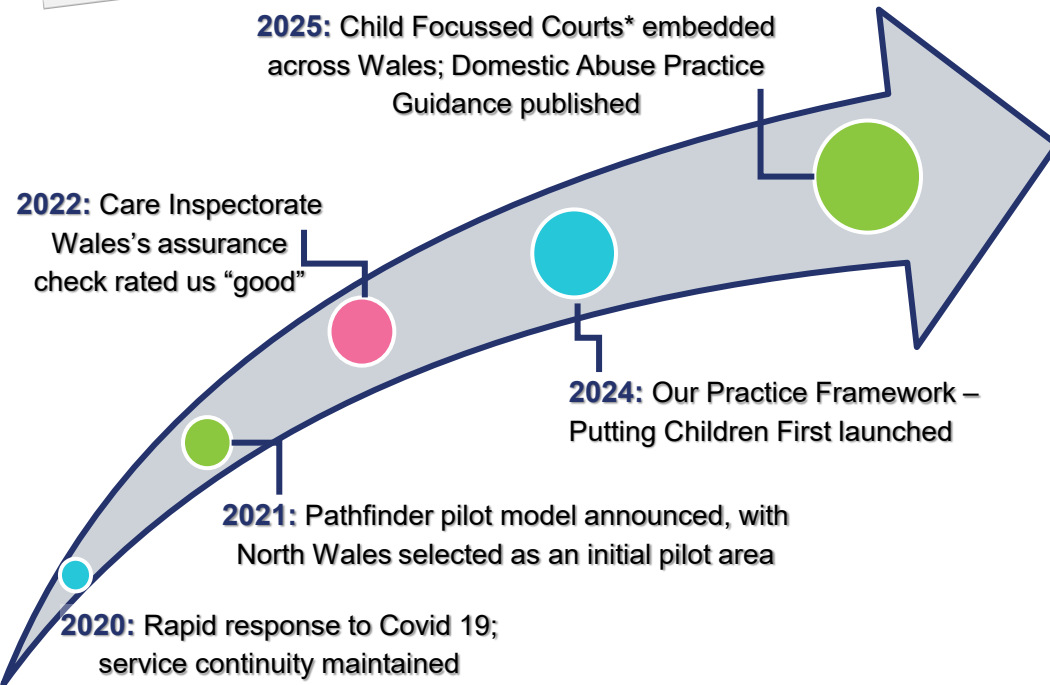 2025: Child Focussed Courts* embedded
across Wales; Domestic Abuse Practice
Guidance published
2022: Care Inspectorate
Wales’s assurance
check rated us “good”
2024: Our Practice Framework –
Putting Children First launched
2021: Pathfinder pilot model announced, with
North Wales selected as an initial pilot area
2020: Rapid response to Covid 19;
service continuity maintained